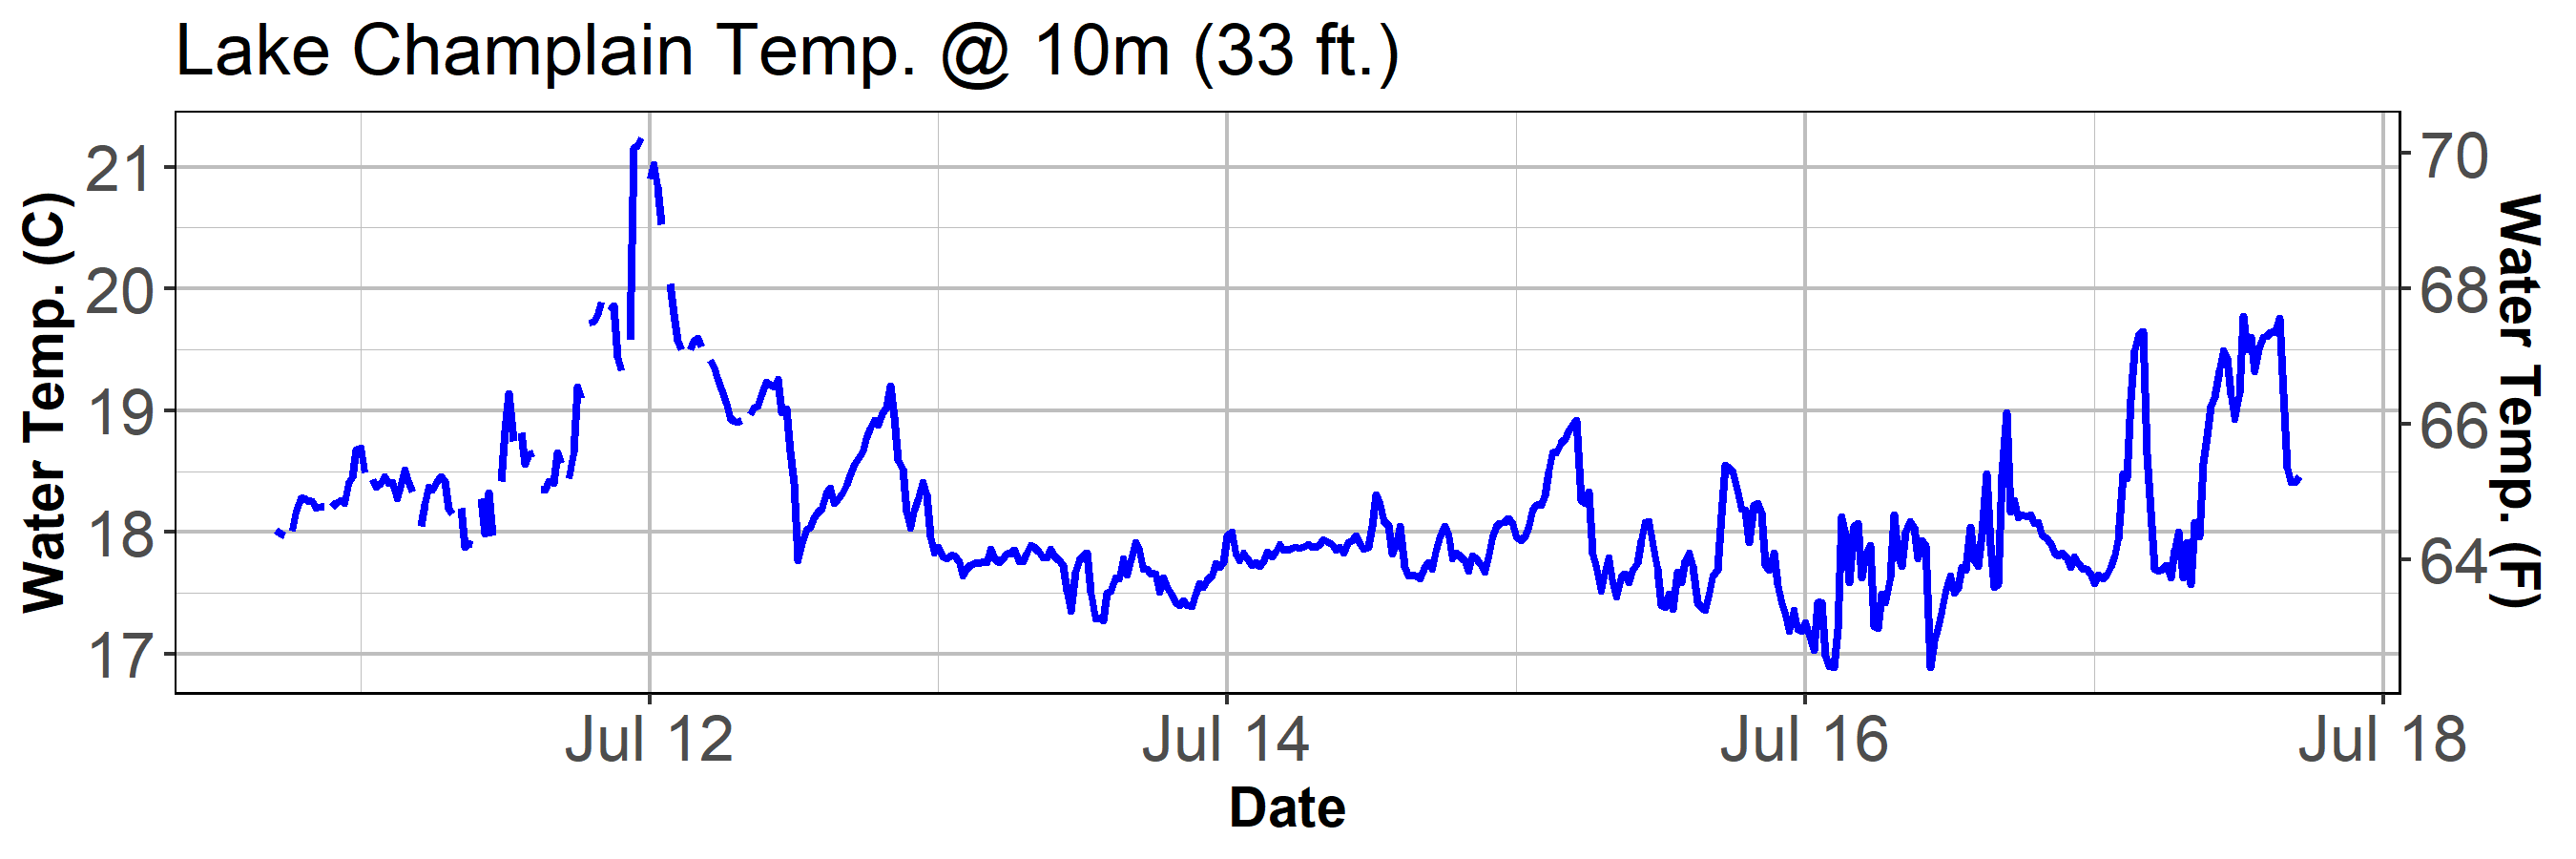 Lake Champlain Temp. @ 10m (33 ft.)
Water Temp. (C)
21
20
19
18
17
70
68
66
64
Water Temp. (F)
Jul 12 Jul 14 Jul 16 Jul 18
Date